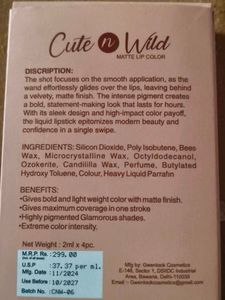 Cute n Wild
MATTE LIP COLOR
DISCRIPTION:
The shot focuses on the smooth application, as the
wand effortlessly glides over the lips, leaving behind
a velvety, matte finish. The intense pigment creates
a bold, statement-making look that lasts for hours.
With its sleek design and high-impact color payoff,
the liquid lipstick epitomizes modern beauty and
confidence in a single swipe.
INGREDIENTS: Silicon Dioxide, Poly Isobutene, Bees
Wax, Microcrystalline Wax, Octyldodecanol,
Ozokerite, Candilla Wax, Perfume, Butylated
Hydroxy Toluene, Colour, Heavy Liquid Parrafin
BENEFITS:
•Gives bold and light weight color with matte finish.
•Gives maximum coverage in one stroke
•Highly pigmented Glamorous shades.
•Extreme color intensity.
Net Weight : 2ml x 4pc.
M.R.P. Rs. : 299.00
U.S.P : 37.37 per ml.
Mfg. Date : 11/2024
Use Before : 10/2027
Batch No. : CNW-06
Mfg. By : Gwenlock Cosmetics
E-146, Sector 1, DSIDC Industrial
Area, Bawana, Delhi-110039
Email - Gwenlockcosmetics@gmail.com